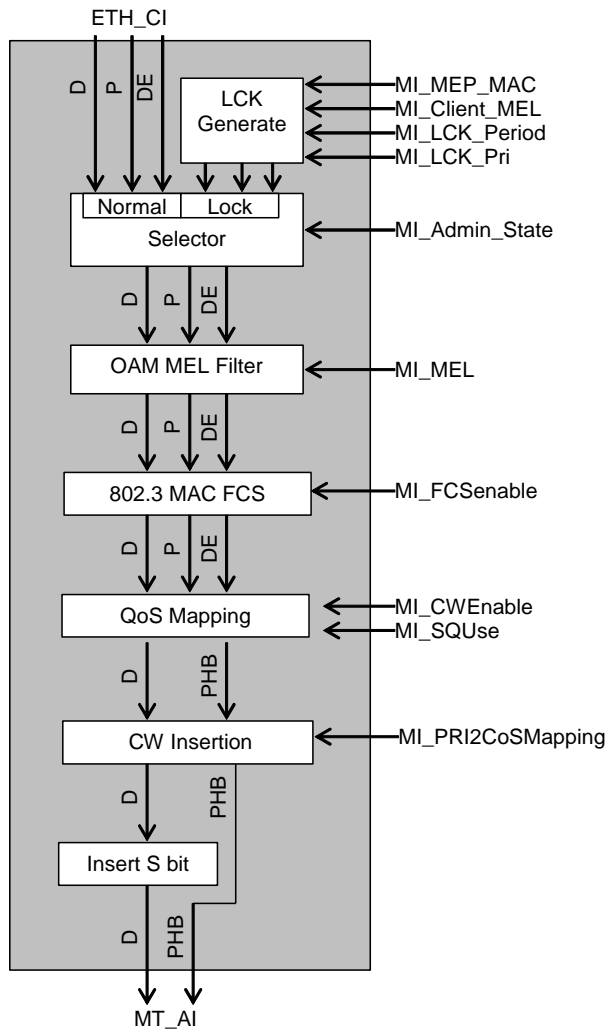 ETH_CI
D
P
DE
LCK
Generate
MI_MEP_MAC
MI_Client_MEL
MI_LCK_Period
MI_LCK_Pri
Normal
Lock
Selector
MI_Admin_State
D
P
DE
OAM MEL Filter
MI_MEL
D
P
DE
802.3 MAC FCS
MI_FCSenable
D
P
DE
QoS Mapping
MI_CWEnable
MI_SQUse
D
PHB
CW Insertion
MI_PRI2CoSMapping
D
PHB
Insert S bit
D
PHB
MT_AI